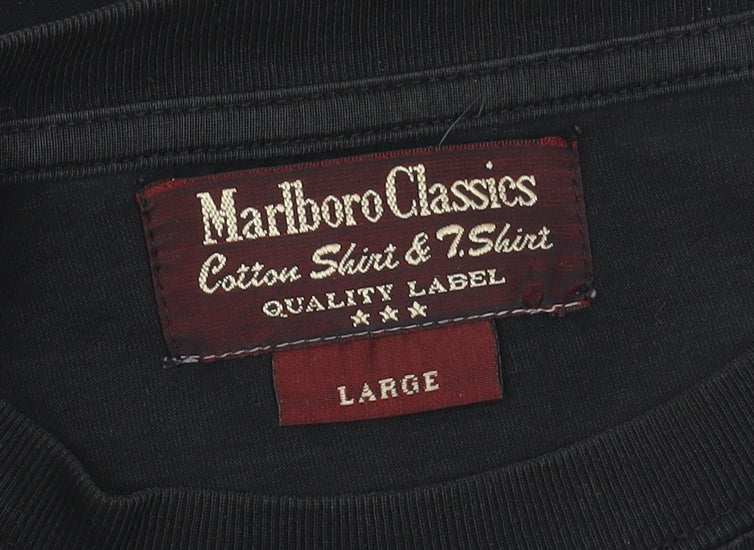 Marlboro Classics
Cotton Shirt & T.Shirt
QUALITY LABEL
★★★
LARGE